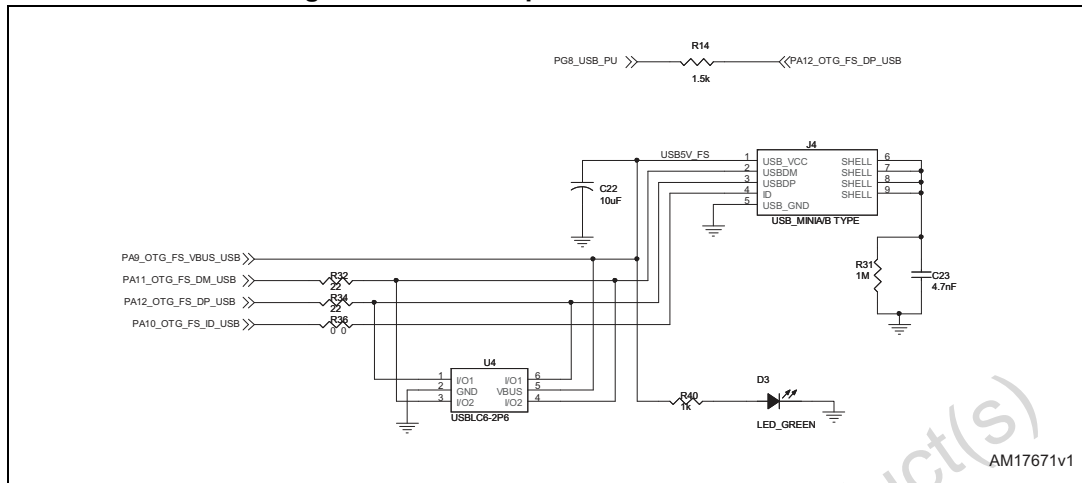 R14
PG8_USB_PU
PA12_OTG_FS_DP_USB
1.5k
J4
USB5V_FS
1 USB_VCC SHELL 6
2 USBDM SHELL 7
3 USBDP SHELL 8
4 ID SHELL 9
5 USB_GND
USB_MINIA/B TYPE
C22
10uF
PA9_OTG_FS_VBUS_USB
PA11_OTG_FS_DM_USB
R32
22
PA12_OTG_FS_DP_USB
R34
22
PA10_OTG_FS_ID_USB
R36
0 0
R31
1M
C23
4.7nF
U4
1 I/O1 I/O1 6
2 GND VBUS 5
3 I/O2 I/O2 4
USBLC6-2P6
R40
1k
D3
LED_GREEN
uct(s)
AM17671v1